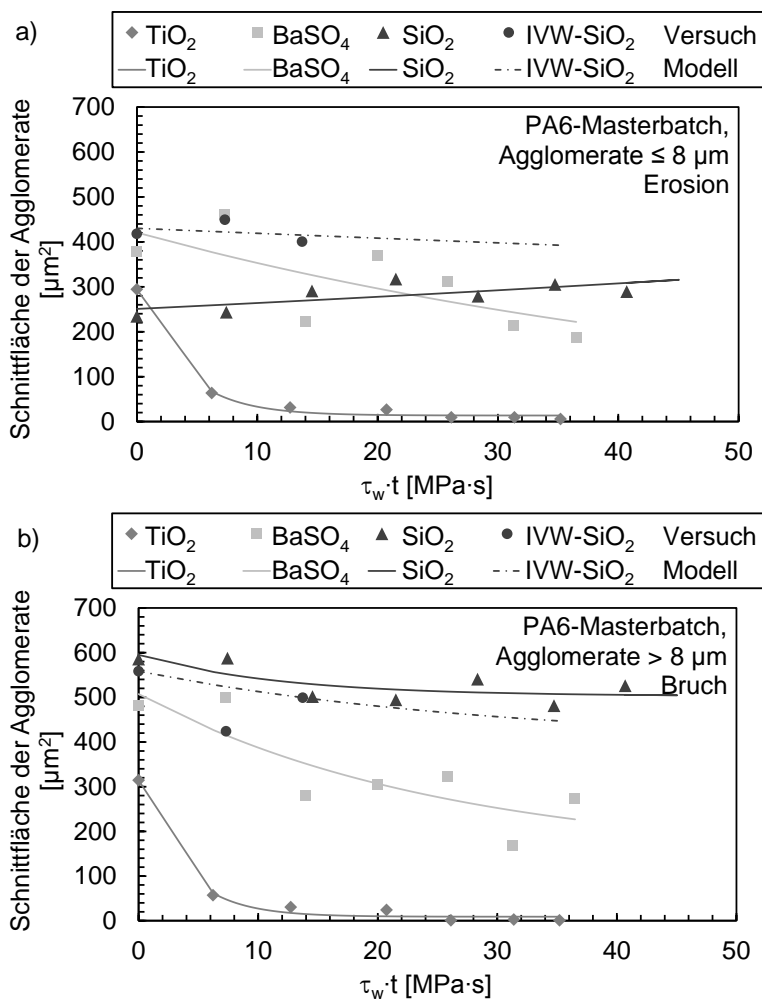 a)
TiO₂ BaSO₄ SiO₂ IVW-SiO₂ Versuch
TiO₂ BaSO₄ SiO₂ IVW-SiO₂ Modell
Schnittfläche der Agglomerate
[µm²]
700
600
500
400
300
200
100
0
PA6-Masterbatch,
Agglomerate ≤ 8 µm
Erosion
0 10 20 30 40 50
τw·t [MPa·s]
b)
TiO₂ BaSO₄ SiO₂ IVW-SiO₂ Versuch
TiO₂ BaSO₄ SiO₂ IVW-SiO₂ Modell
Schnittfläche der Agglomerate
[µm²]
700
600
500
400
300
200
100
0
PA6-Masterbatch,
Agglomerate > 8 µm
Bruch
0 10 20 30 40 50
τw·t [MPa·s]